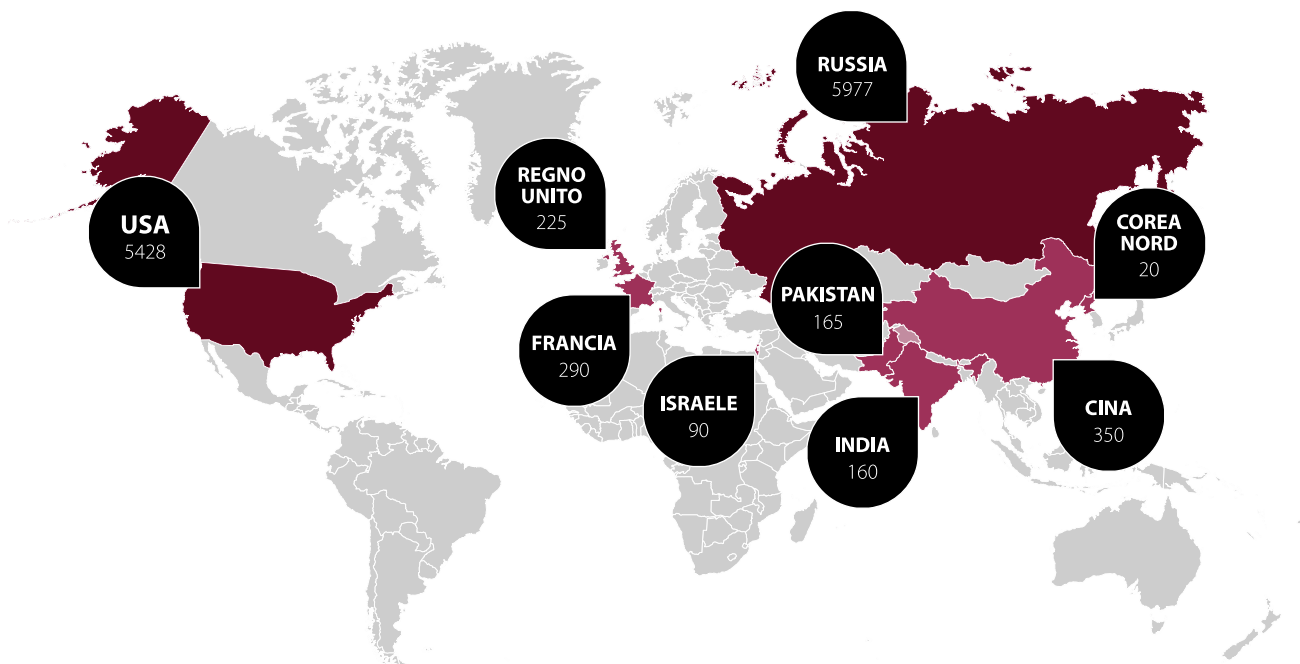 RUSSIA
5977
REGNO
UNITO
225
USA
5428
COREA
NORD
20
PAKISTAN
165
FRANCIA
290
ISRAELE
90
CINA
350
INDIA
160